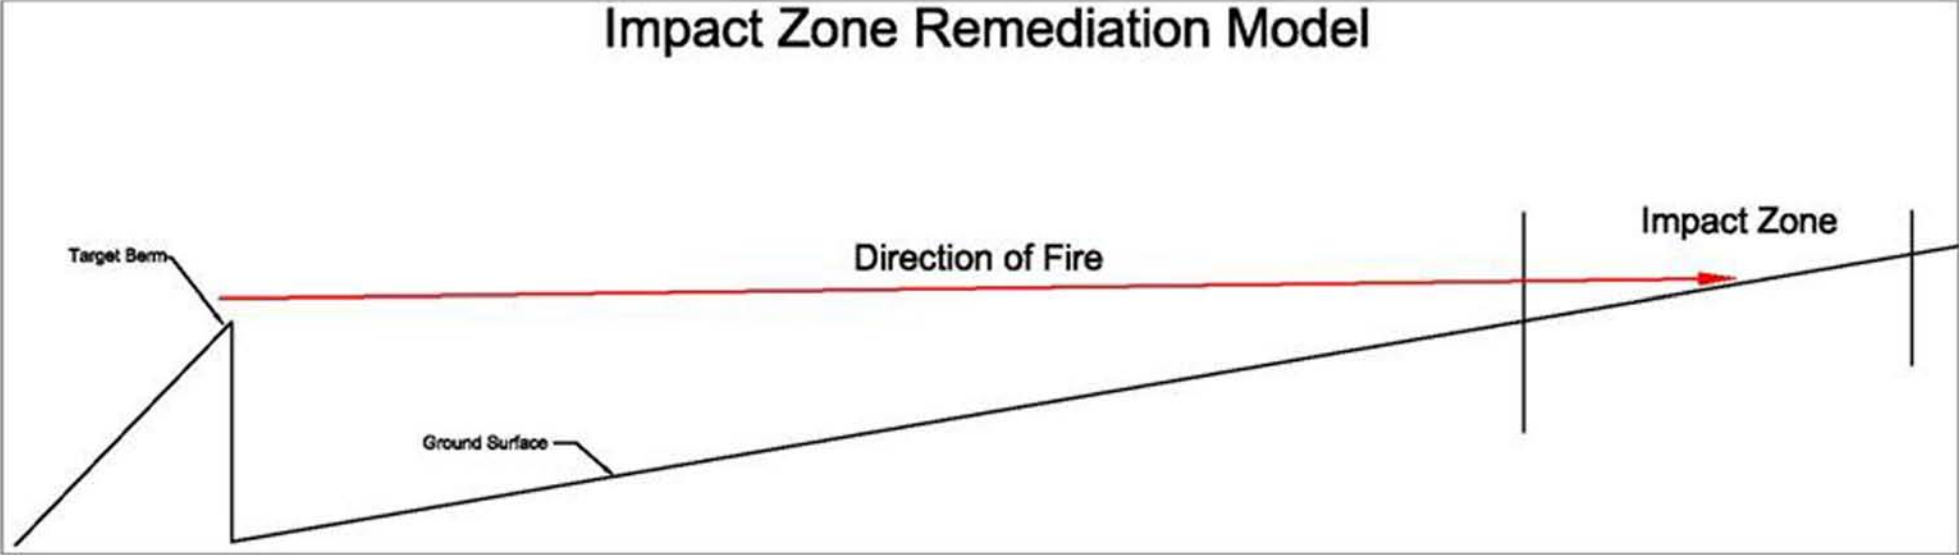 Impact Zone Remediation Model
Impact Zone
Target Berm
Direction of Fire
Ground Surface